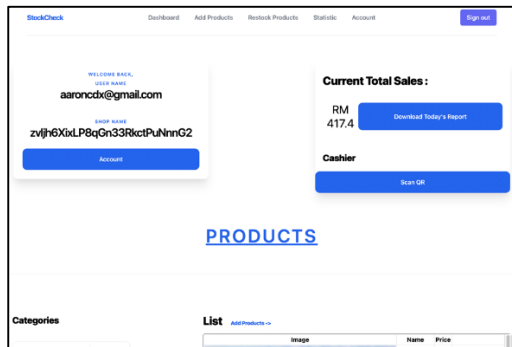 StockCheck Dashboard Add Products Restock Products Statistic Account Sign out
WELCOME BACK,
USER NAME
aaroncdx@gmail.com
SHOP NAME
zvljh6XixLP8qGn33RkctPuNnnG2
Account
Current Total Sales :
RM
417.4
Download Today's Report
Cashier
Scan QR
PRODUCTS
Categories
List Add Products ->
Image Name Price